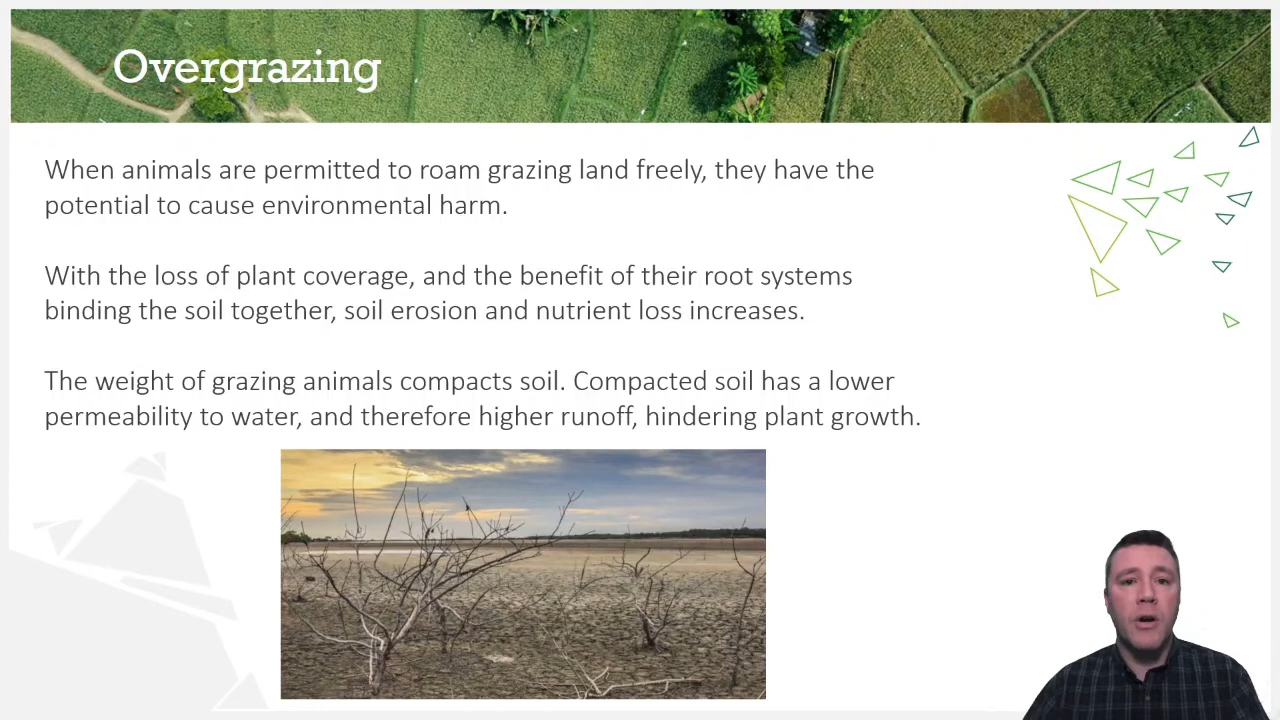 Overgrazing
When animals are permitted to roam grazing land freely, they have the
potential to cause environmental harm.
With the loss of plant coverage, and the benefit of their root systems
binding the soil together, soil erosion and nutrient loss increases.
The weight of grazing animals compacts soil. Compacted soil has a lower
permeability to water, and therefore higher runoff, hindering plant growth.